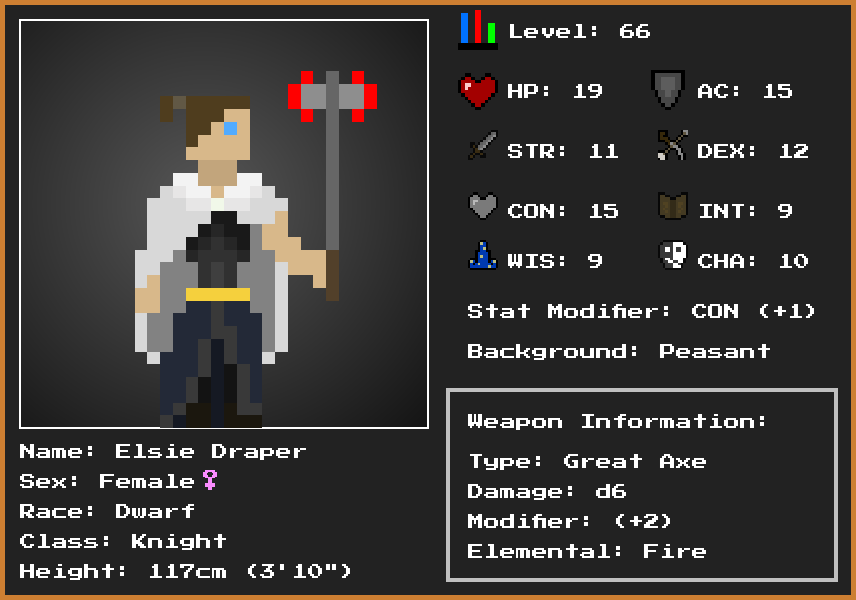 Level: 66
HP: 19
AC: 15
STR: 11
DEX: 12
CON: 15
INT: 9
WIS: 9
CHA: 10
Stat Modifier: CON (+1)
Background: Peasant
Weapon Information:
Type: Great Axe
Damage: d6
Modifier: (+2)
Elemental: Fire
Name: Elsie Draper
Sex: Female♀
Race: Dwarf
Class: Knight
Height: 117cm (3'10")